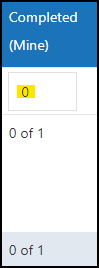 Completed
(Mine)
0
0 of 1
0 of 1